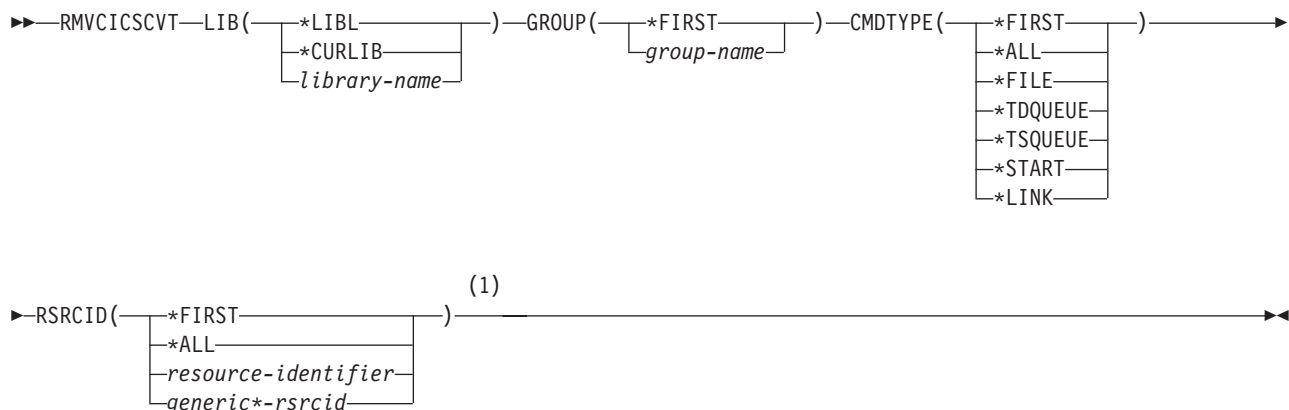 RMVCICSCVT LIB( *LIBL ) GROUP( *FIRST ) CMDTYPE( *FIRST )
*CURLIB group-name *ALL
library-name *FILE
*TDQUEUE
*TSQUEUE
*START
*LINK
(1)
RSRCID( *FIRST )
*ALL
resource-identifier
generic*-rsrcid